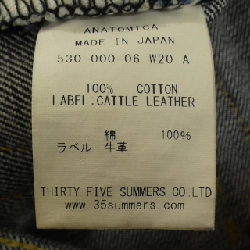 ANATOMICA
MADE IN JAPAN
530 000 06 W20 A
100% COTTON
LABEL:CATTLE LEATHER
綿 100%
ラベル 牛革
THIRTY FIVE SUMMERS CO.LTD
www.35summers.com